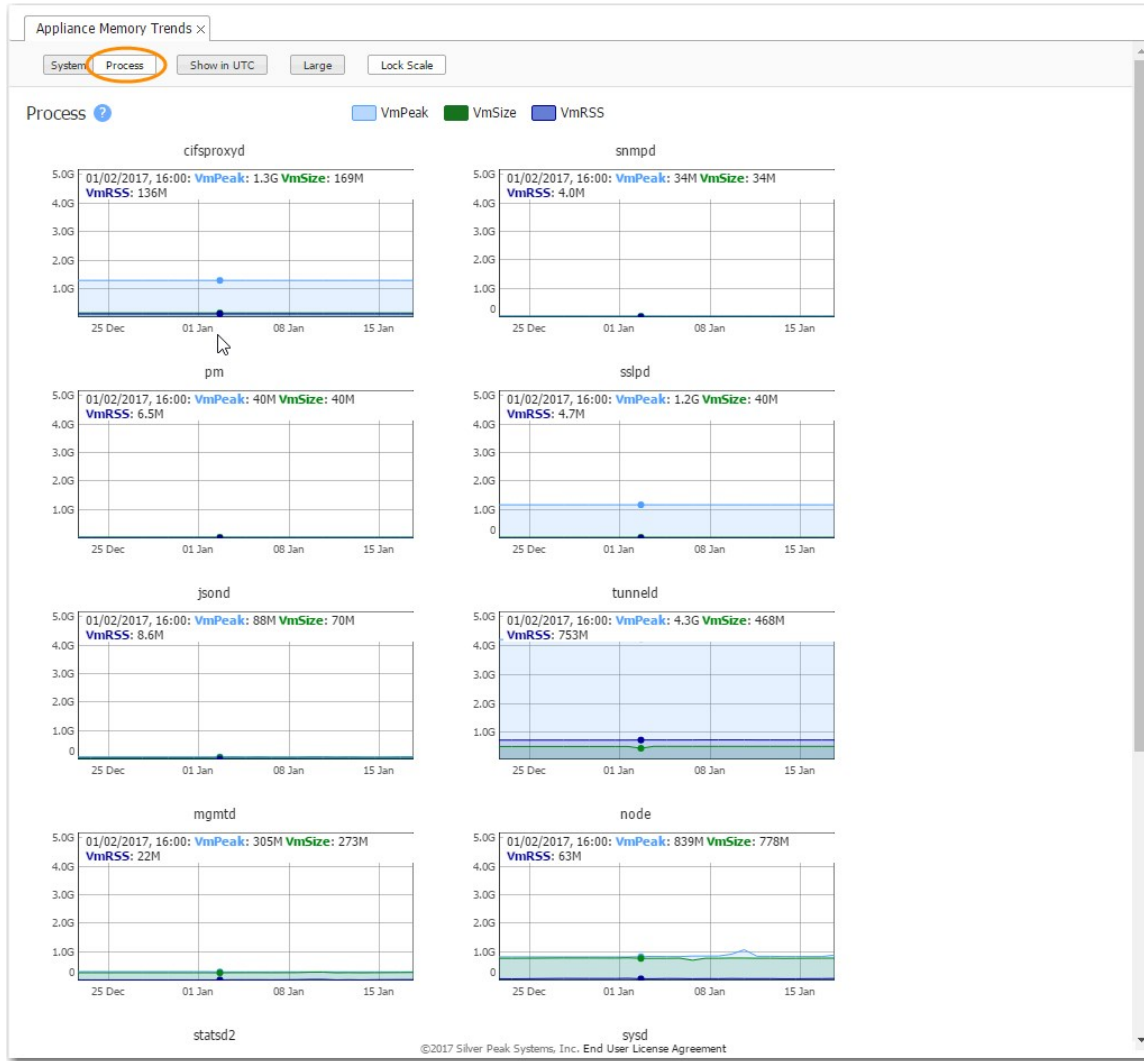 Appliance Memory Trends ×
System Process Show in UTC Large Lock Scale
Process ? VmPeak VmSize VmRSS
cifsproxyd
5.0G 01/02/2017, 16:00: VmPeak: 1.3G VmSize: 169M
VmRSS: 136M
4.0G
3.0G
2.0G
1.0G
25 Dec 01 Jan 08 Jan 15 Jan
snmpd
5.0G 01/02/2017, 16:00: VmPeak: 34M VmSize: 34M
VmRSS: 4.0M
4.0G
3.0G
2.0G
1.0G
0
25 Dec 01 Jan 08 Jan 15 Jan
pm
5.0G 01/02/2017, 16:00: VmPeak: 40M VmSize: 40M
VmRSS: 6.5M
4.0G
3.0G
2.0G
1.0G
25 Dec 01 Jan 08 Jan 15 Jan
sslpd
5.0G 01/02/2017, 16:00: VmPeak: 1.2G VmSize: 40M
VmRSS: 4.7M
4.0G
3.0G
2.0G
1.0G
0
25 Dec 01 Jan 08 Jan 15 Jan
jsond
5.0G 01/02/2017, 16:00: VmPeak: 88M VmSize: 70M
VmRSS: 8.6M
4.0G
3.0G
2.0G
1.0G
0
25 Dec 01 Jan 08 Jan 15 Jan
tunneld
5.0G 01/02/2017, 16:00: VmPeak: 4.3G VmSize: 468M
VmRSS: 753M
4.0G
3.0G
2.0G
1.0G
25 Dec 01 Jan 08 Jan 15 Jan
mgmtd
5.0G 01/02/2017, 16:00: VmPeak: 305M VmSize: 273M
VmRSS: 22M
4.0G
3.0G
2.0G
1.0G
0
25 Dec 01 Jan 08 Jan 15 Jan
node
5.0G 01/02/2017, 16:00: VmPeak: 839M VmSize: 778M
VmRSS: 63M
4.0G
3.0G
2.0G
1.0G
0
25 Dec 01 Jan 08 Jan 15 Jan
statsd2
sysd
©2017 Silver Peak Systems, Inc. End User License Agreement